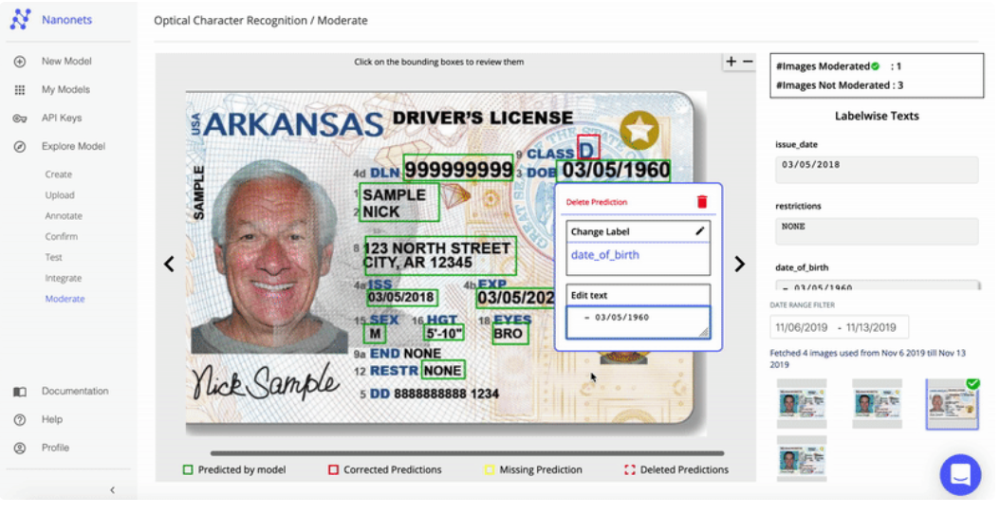 Nanonets
Optical Character Recognition / Moderate
New Model
My Models
API Keys
Explore Model
Create
Upload
Annotate
Confirm
Test
Integrate
Moderate
Documentation
Help
Profile
Click on the bounding boxes to review them
+ −
USA
ARKANSAS DRIVER'S LICENSE
9 CLASS D
4d DLN 999999999 3 DOB 03/05/1960
SAMPLE
1 SAMPLE
2 NICK
8 123 NORTH STREET
CITY, AR 12345
4a ISS 4b EXP
03/05/2018 03/05/202
15 SEX 16 HGT 18 EYES
M 5'-10" BRO
9a END NONE
12 RESTR NONE
5 DD 8888888888 1234
Nick Sample
Delete Prediction
Change Label
date_of_birth
Edit text
– 03/05/1960
Predicted by model Corrected Predictions Missing Prediction Deleted Predictions
#Images Moderated : 1
#Images Not Moderated : 3
Labelwise Texts
issue_date
03/05/2018
restrictions
NONE
date_of_birth
– 03/05/1960
DATE RANGE FILTER
11/06/2019 - 11/13/2019
Fetched 4 images used from Nov 6 2019 till Nov 13
2019